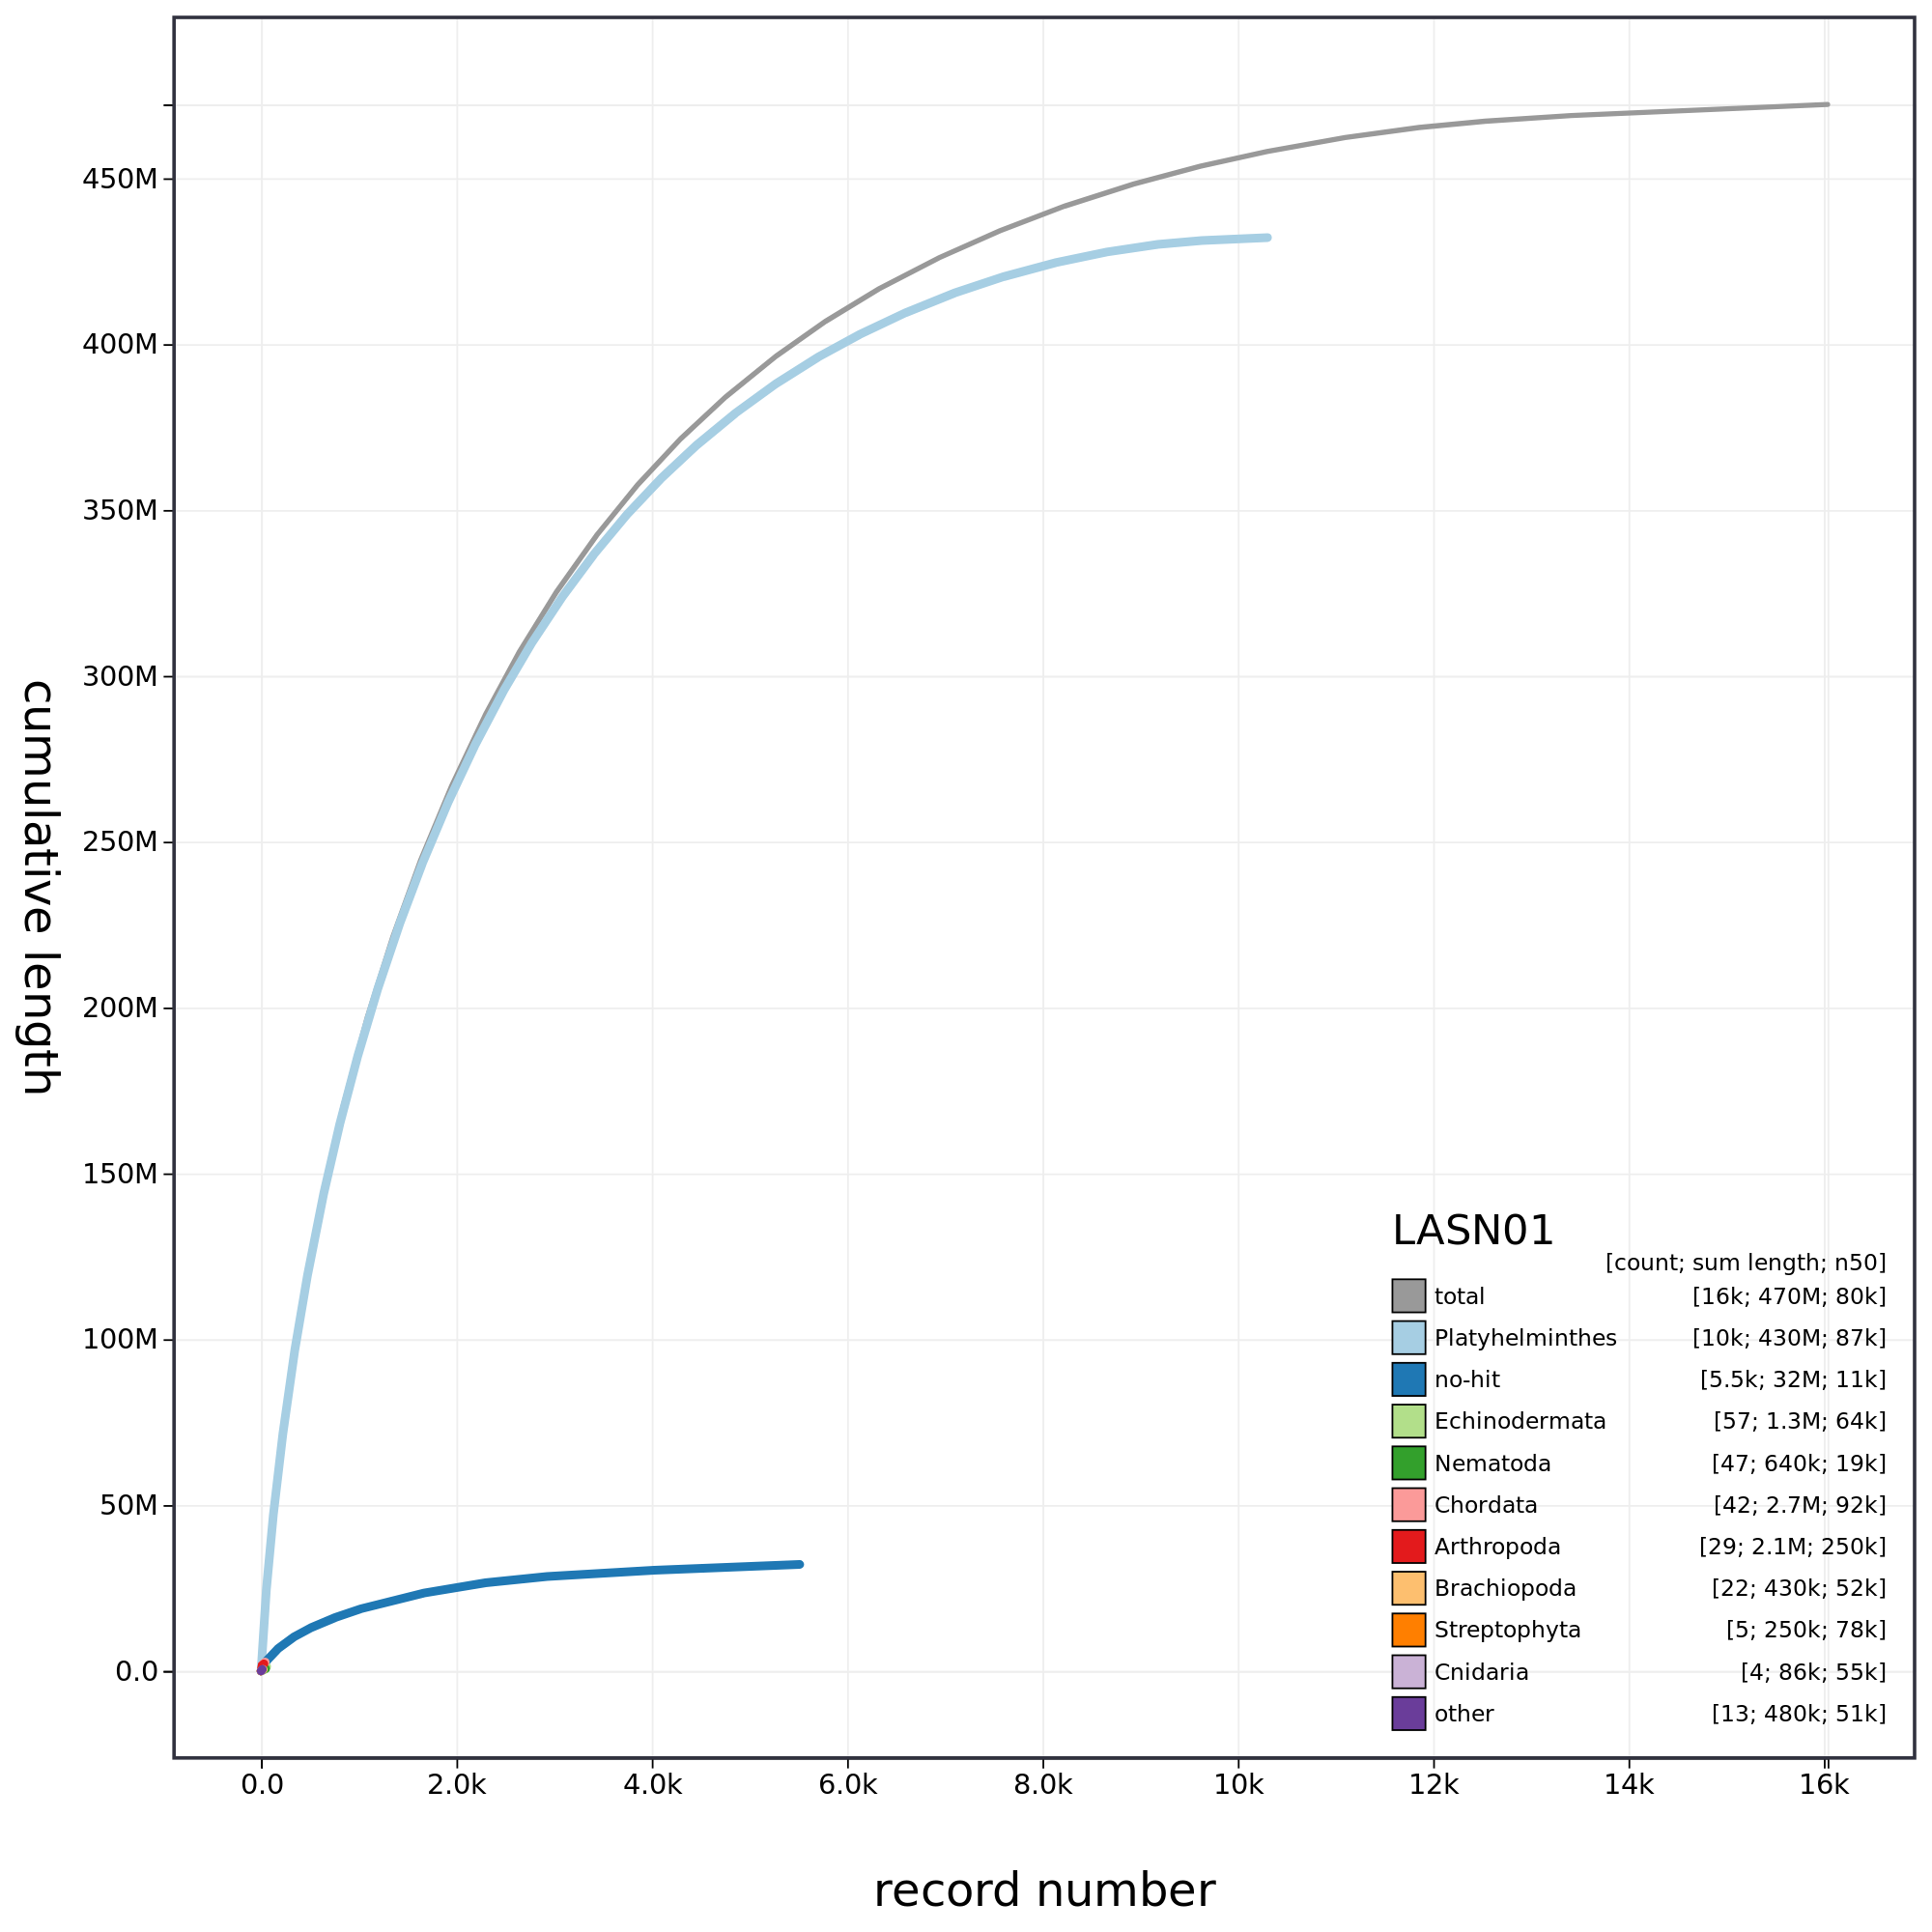 450M
400M
350M
300M
250M
200M
150M
100M
50M
0.0
cumulative length
0.0 2.0k 4.0k 6.0k 8.0k 10k 12k 14k 16k
record number
LASN01
[count; sum length; n50]
total [16k; 470M; 80k]
Platyhelminthes [10k; 430M; 87k]
no-hit [5.5k; 32M; 11k]
Echinodermata [57; 1.3M; 64k]
Nematoda [47; 640k; 19k]
Chordata [42; 2.7M; 92k]
Arthropoda [29; 2.1M; 250k]
Brachiopoda [22; 430k; 52k]
Streptophyta [5; 250k; 78k]
Cnidaria [4; 86k; 55k]
other [13; 480k; 51k]